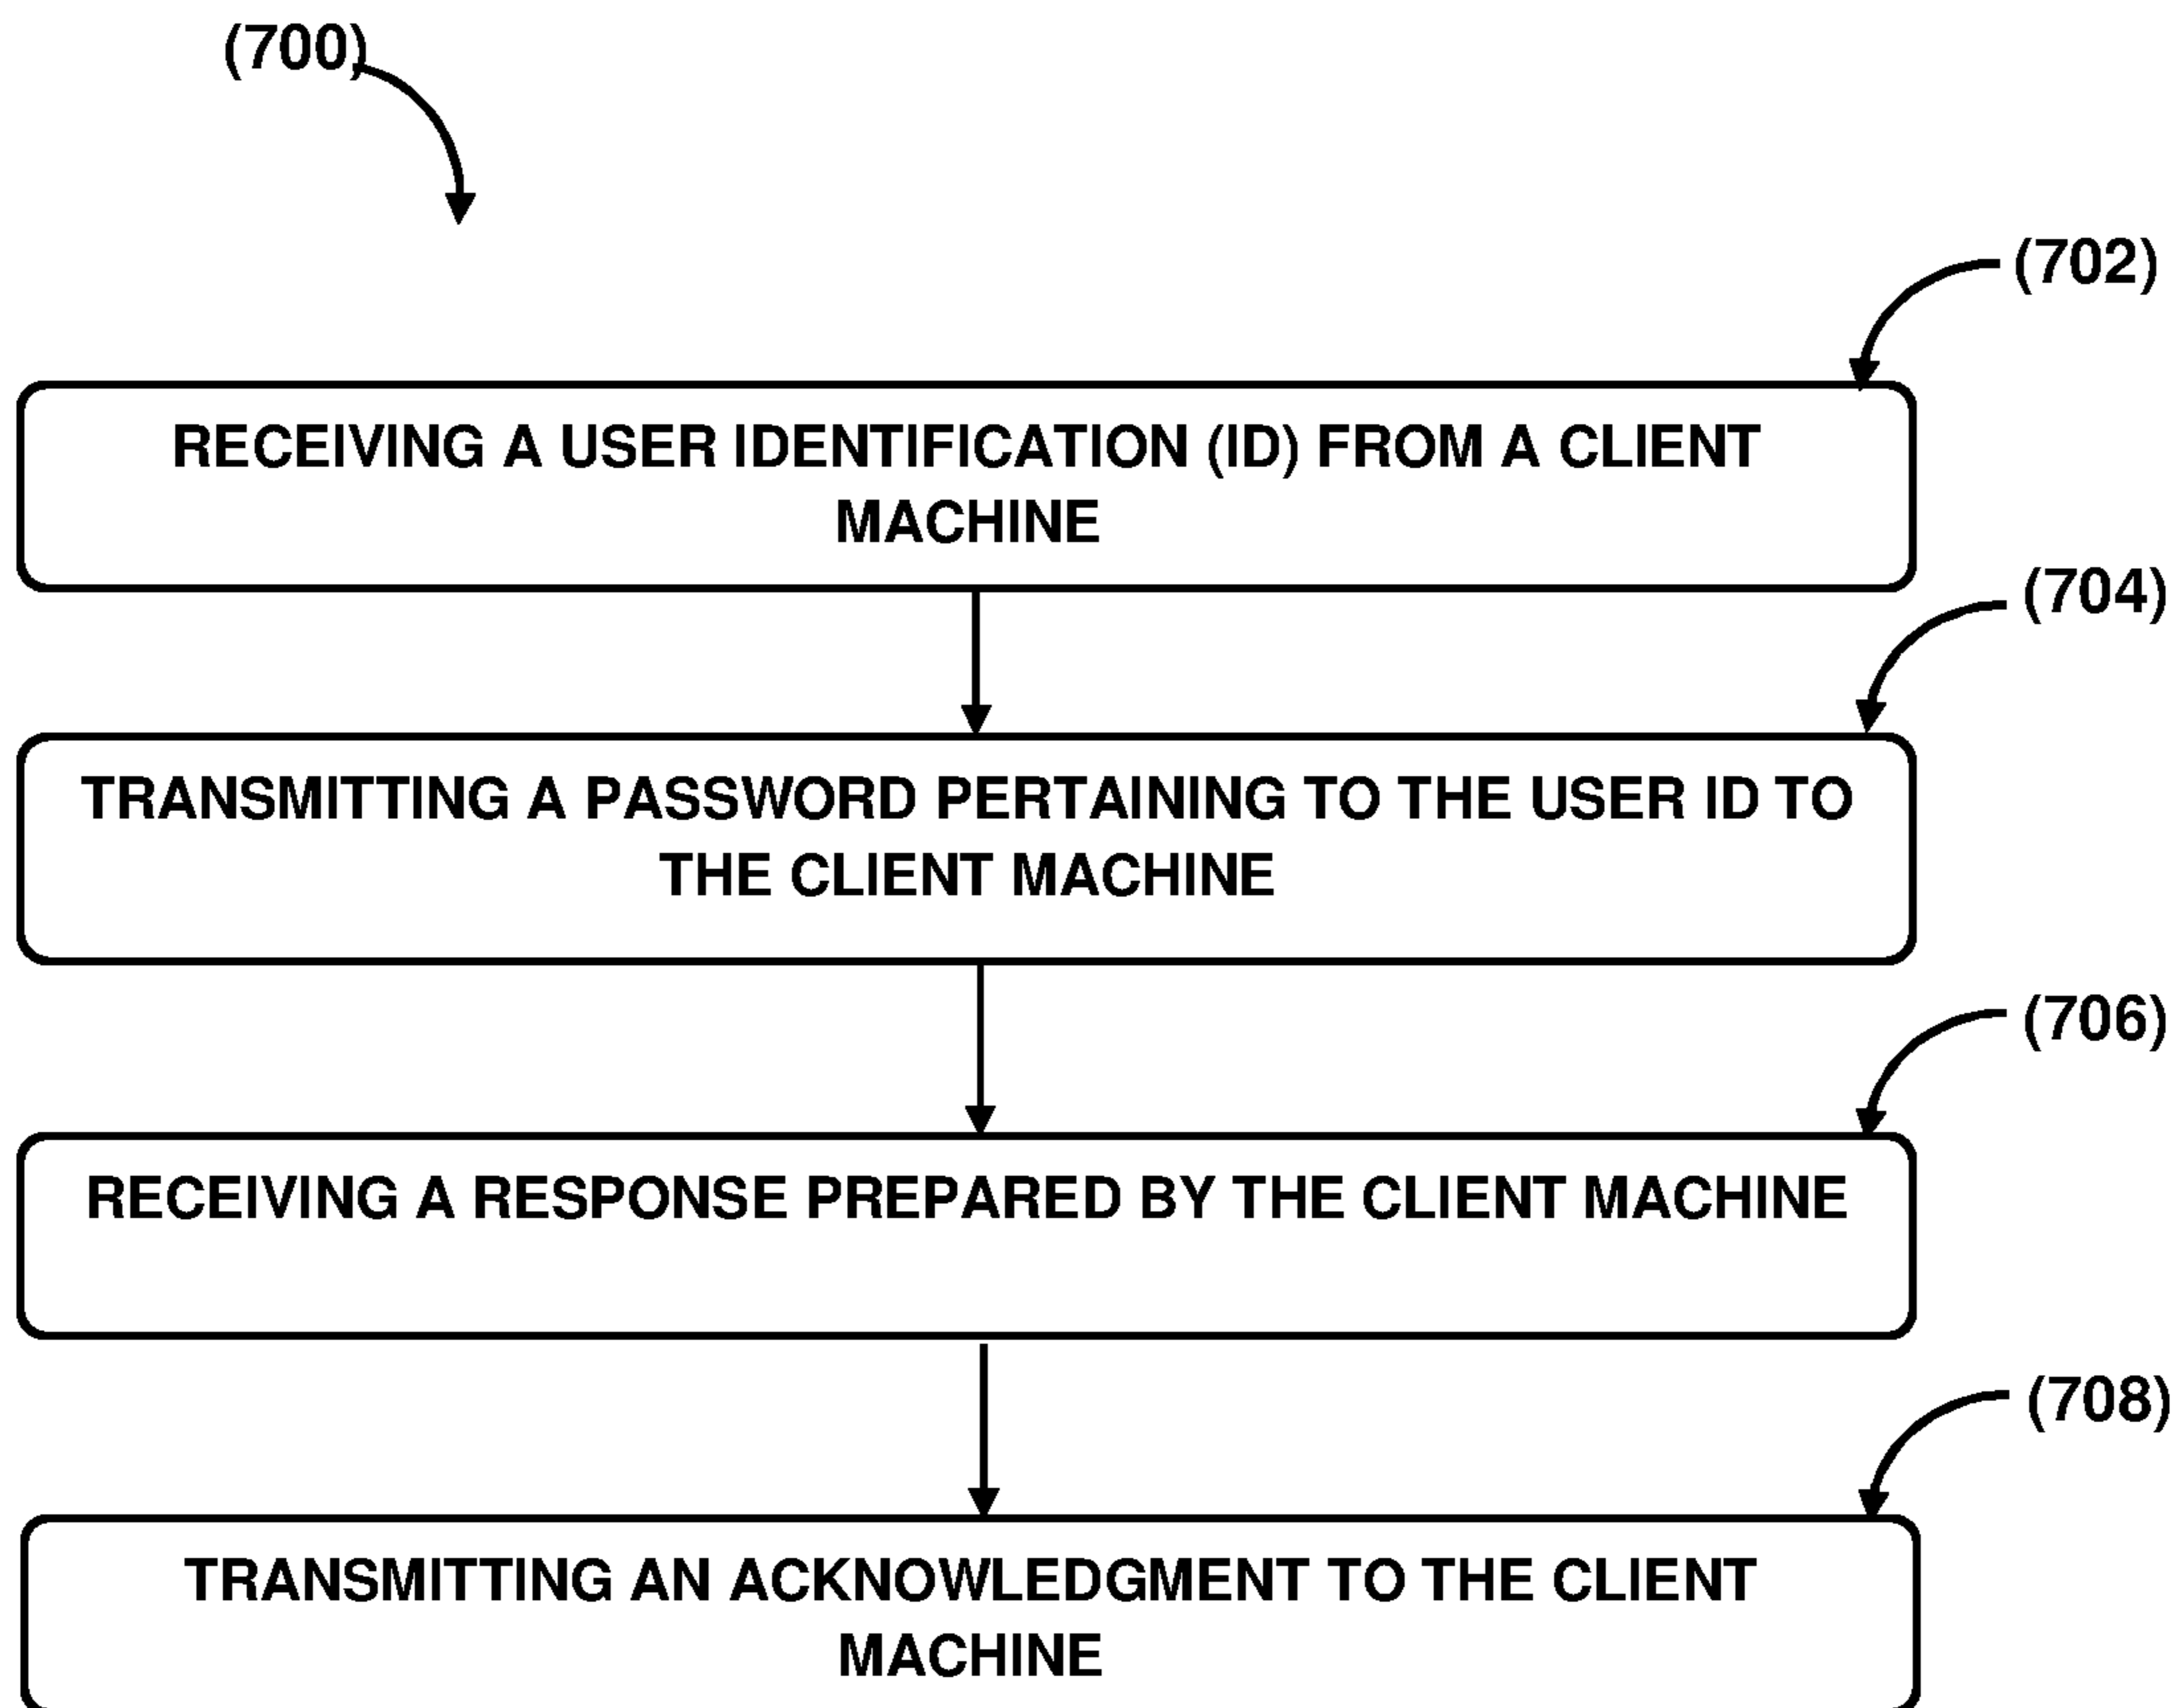 (700)
(702)
RECEIVING A USER IDENTIFICATION (ID) FROM A CLIENT
MACHINE
(704)
TRANSMITTING A PASSWORD PERTAINING TO THE USER ID TO
THE CLIENT MACHINE
(706)
RECEIVING A RESPONSE PREPARED BY THE CLIENT MACHINE
(708)
TRANSMITTING AN ACKNOWLEDGMENT TO THE CLIENT
MACHINE